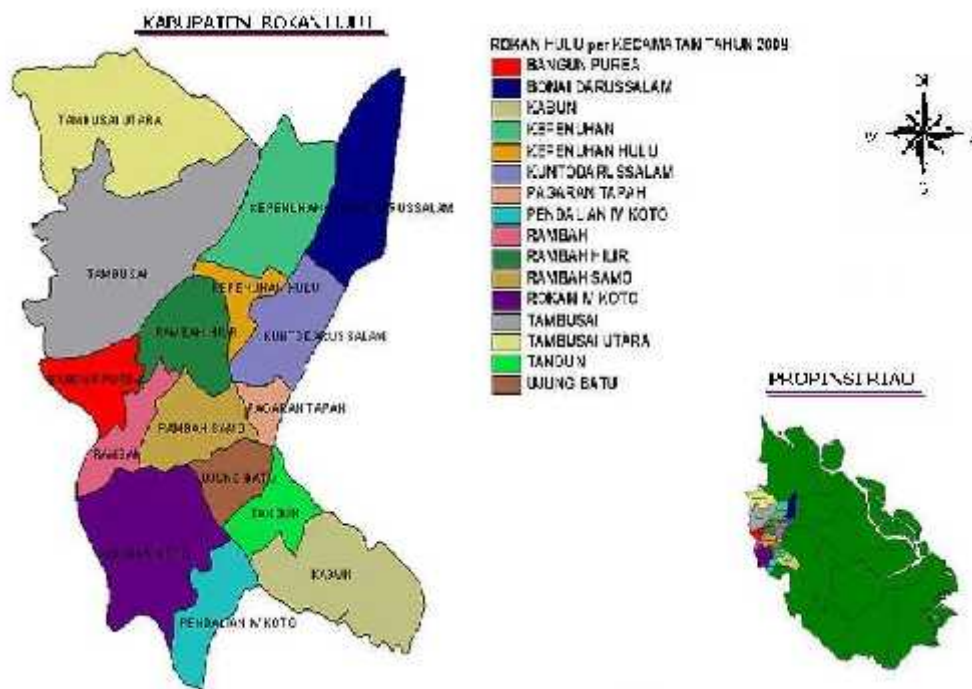 KABUPATEN ROKAN HULU
ROKAN HULU per KECAMATAN TAHUN 2009
BANGUN PUREA
BONAI DARUSSALAM
KABUN
KEPENUHAN
KEPENUHAN HULU
KUNTODARUSSALAM
PAGARAN TAPAH
PENDALIAN IV KOTO
RAMBAH
RAMBAH HILIR
RAMBAH SAMO
ROKAN IV KOTO
TAMBUSAI
TAMBUSAI UTARA
TANDUN
UJUNG BATU
TAMBUSAI UTARA
KEPENUHAN
DARUSSALAM
TAMBUSAI
KEPENUHAN HULU
RAMBAH HILIR
KUNTODARUSSALAM
PAGARAN TAPAH
RAMBAH SAMO
RAMBAH
UJUNG BATU
TANDUN
KABUN
PENDALIAN IV KOTO
PROPINSI RIAU